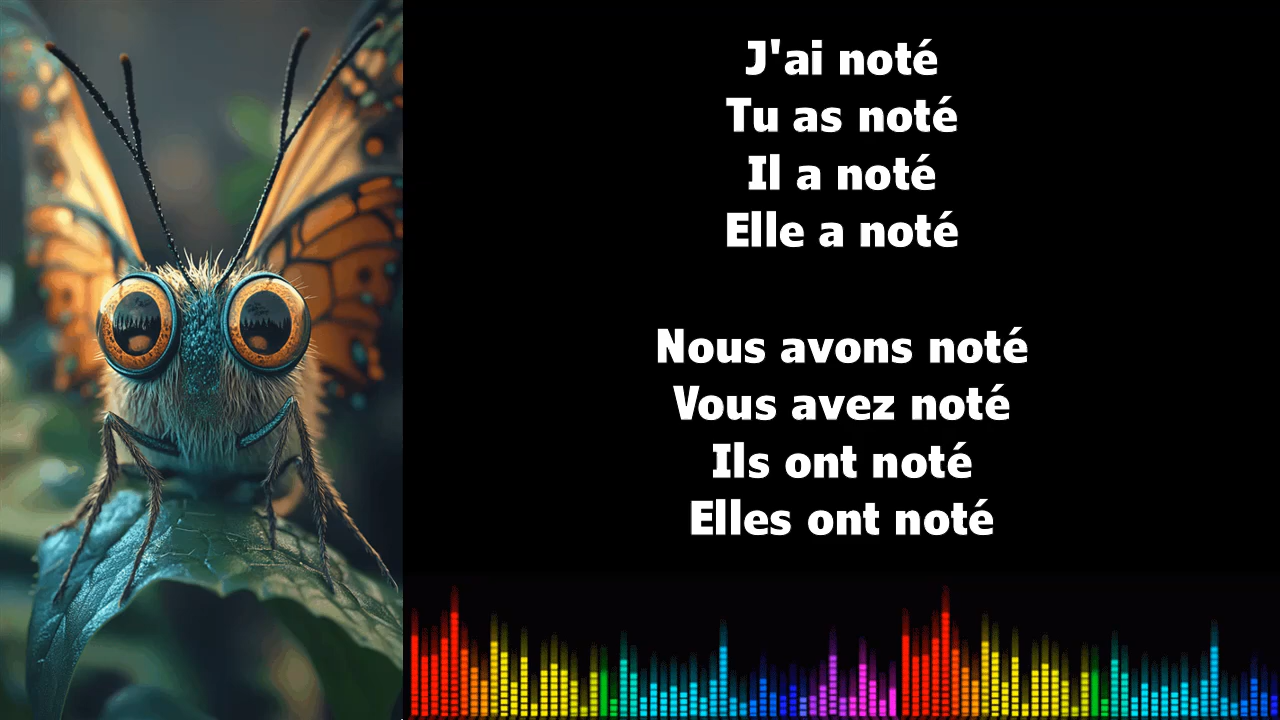 J'ai noté
Tu as noté
Il a noté
Elle a noté
Nous avons noté
Vous avez noté
Ils ont noté
Elles ont noté